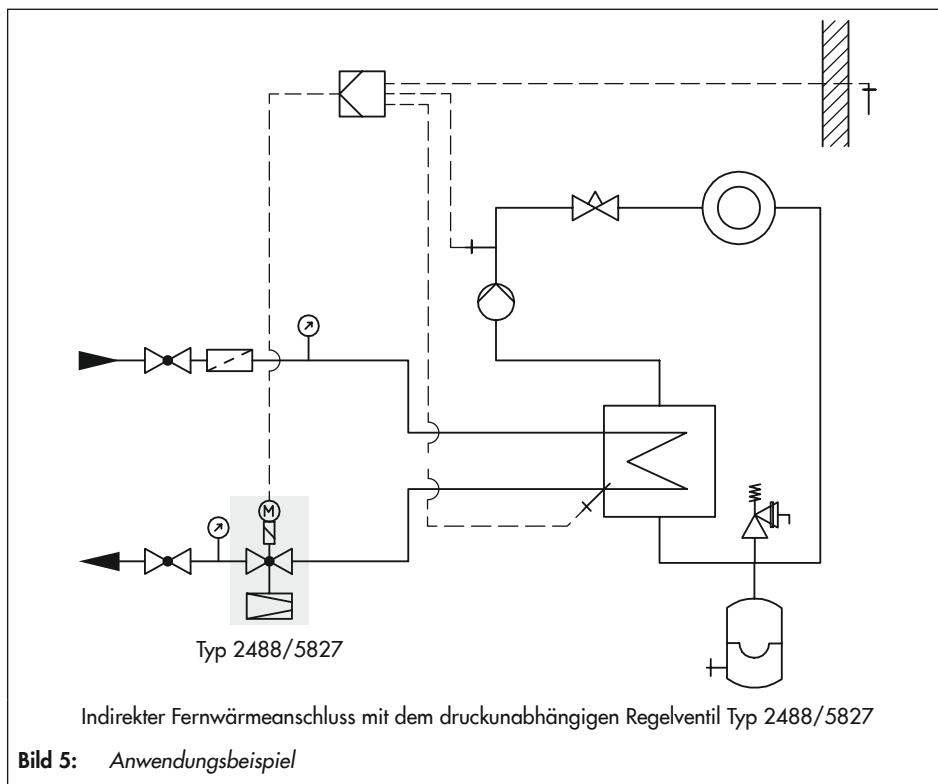 M
Typ 2488/5827
Indirekter Fernwärmeanschluss mit dem druckunabhängigen Regelventil Typ 2488/5827
Bild 5: Anwendungsbeispiel